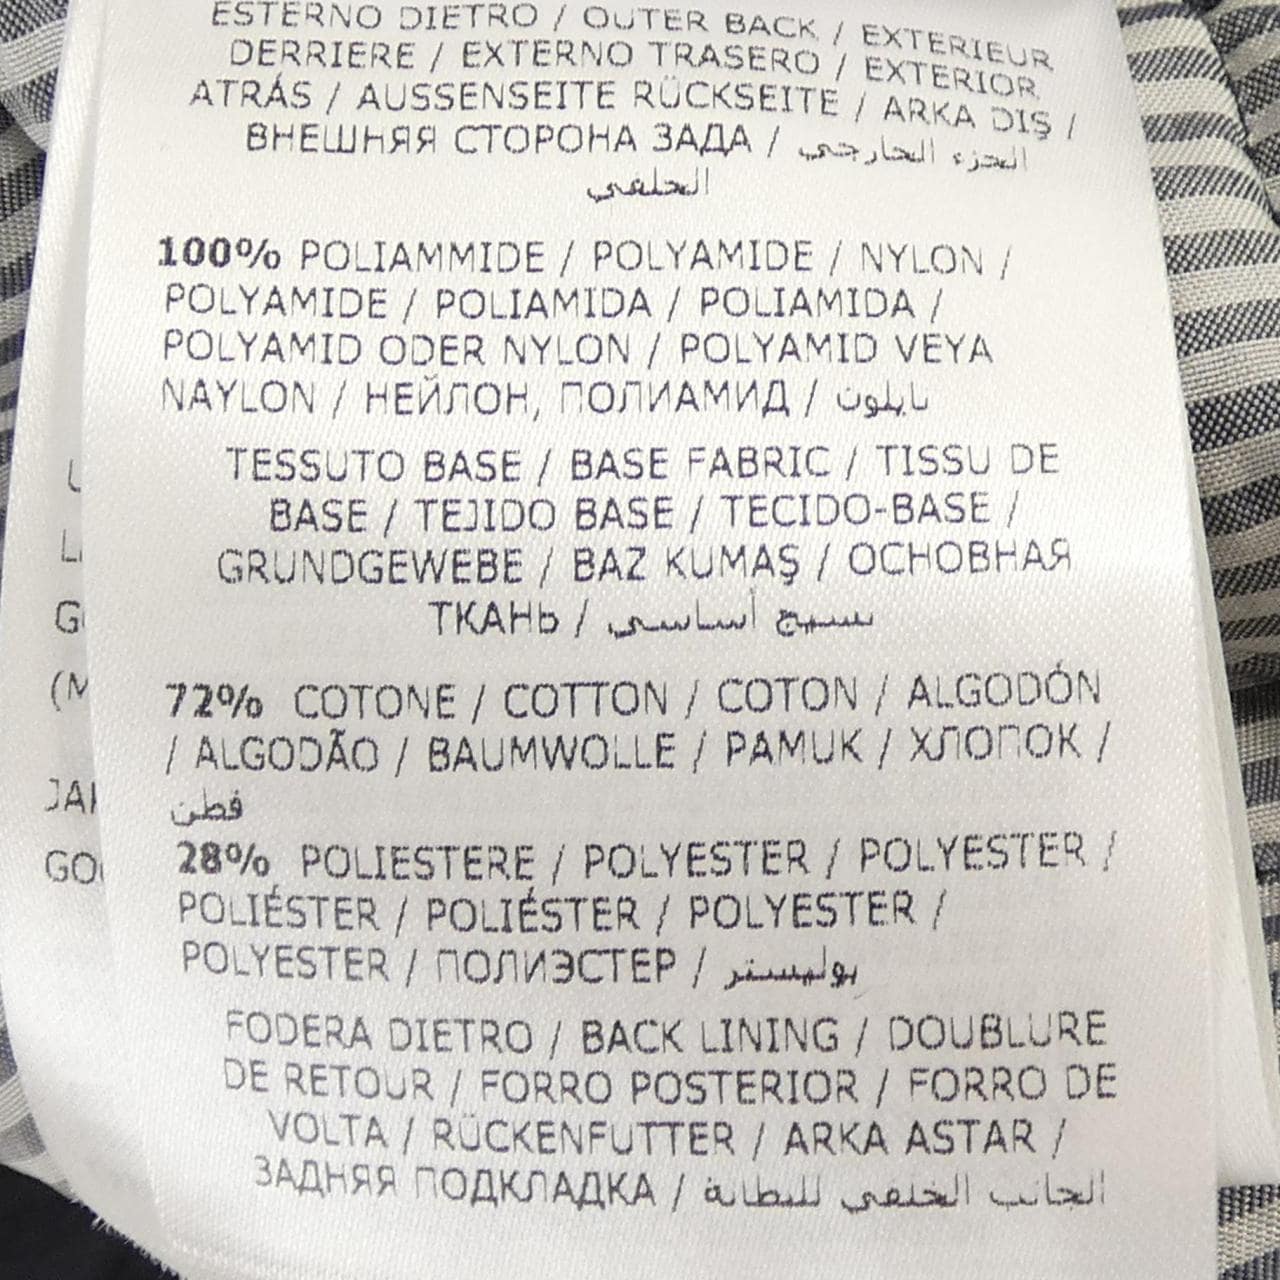 ESTERNO DIETRO / OUTER BACK / EXTERIEUR
DERRIERE / EXTERNO TRASERO / EXTERIOR
ATRÁS / AUSSENSEITE RÜCKSEITE / ARKA DIŞ /
ВНЕШНЯЯ СТОРОНА ЗАДА / الجزء الخارجي
الخلفي
100% POLIAMMIDE / POLYAMIDE / NYLON /
POLYAMIDE / POLIAMIDA / POLIAMIDA /
POLYAMID ODER NYLON / POLYAMID VEYA
NAYLON / НЕЙЛОН, ПОЛИАМИД / نايلون
TESSUTO BASE / BASE FABRIC / TISSU DE
BASE / TEJIDO BASE / TECIDO-BASE /
GRUNDGEWEBE / BAZ KUMAŞ / ОСНОВНАЯ
ТКАНЬ / نسيج أساسي
72% COTONE / COTTON / COTON / ALGODÓN
/ ALGODÃO / BAUMWOLLE / PAMUK / ХЛОПОК /
قطن
28% POLIESTERE / POLYESTER / POLYESTER /
POLIÉSTER / POLIÉSTER / POLYESTER /
POLYESTER / ПОЛИЭСТЕР / بوليستر
FODERA DIETRO / BACK LINING / DOUBLURE
DE RETOUR / FORRO POSTERIOR / FORRO DE
VOLTA / RÜCKENFUTTER / ARKA ASTAR /
ЗАДНЯЯ ПОДКЛАДКА / الجانب الخلفي للبطانة
(M
JA
GO